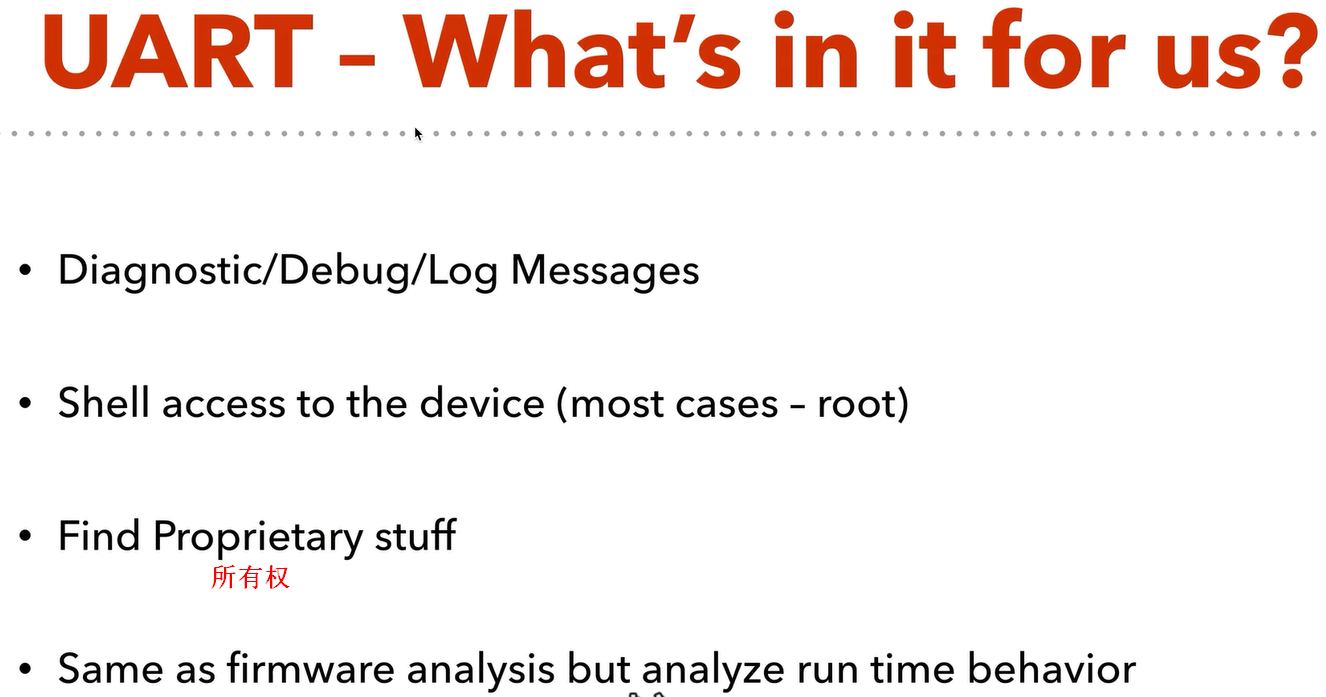 UART – What’s in it for us?
• Diagnostic/Debug/Log Messages
• Shell access to the device (most cases – root)
• Find Proprietary stuff
所有权
• Same as firmware analysis but analyze run time behavior